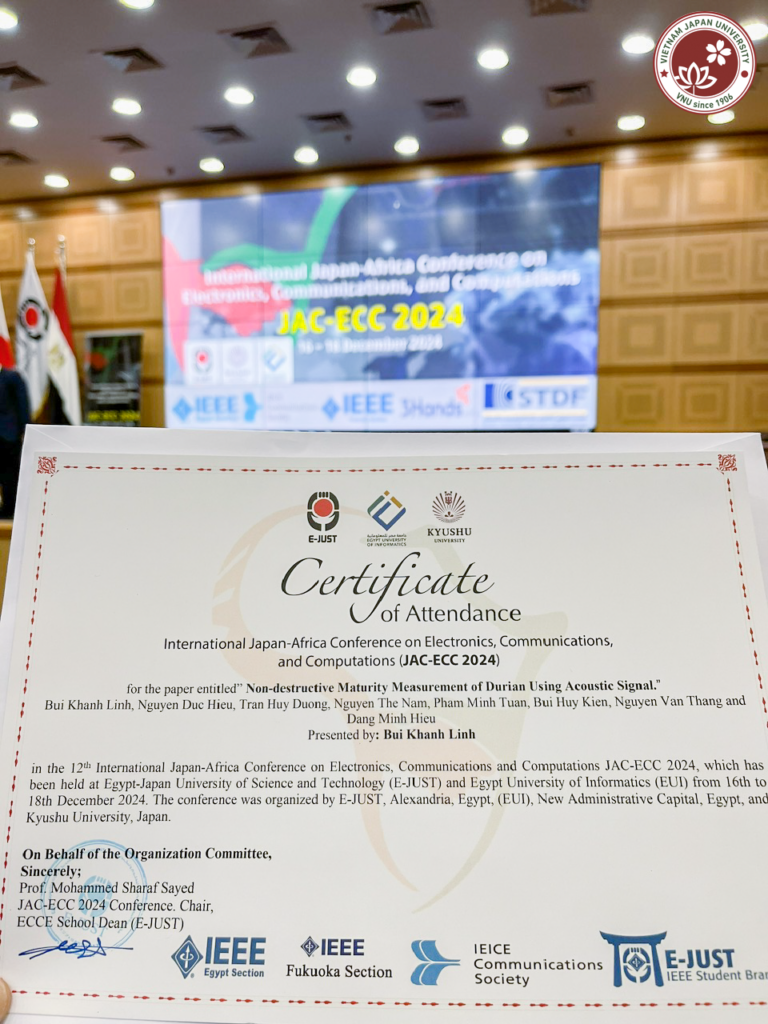 VIETNAM JAPAN UNIVERSITY
VNU since 1906
International Japan-Africa Conference on
Electronics, Communications, and Computations
JAC-ECC 2024
16 - 18 December 2024
IEEE
IEEE
3Hands
STDF
JAC-ECC 2024
E-JUST
EGYPT UNIVERSITY
OF INFORMATICS
KYUSHU
UNIVERSITY
Certificate
of Attendance
International Japan-Africa Conference on Electronics, Communications,
and Computations (JAC-ECC 2024)
for the paper entitled” Non-destructive Maturity Measurement of Durian Using Acoustic Signal.”
Bui Khanh Linh, Nguyen Duc Hieu, Tran Huy Duong, Nguyen The Nam, Pham Minh Tuan, Bui Huy Kien, Nguyen Van Thang and
Dang Minh Hieu
Presented by: Bui Khanh Linh
in the 12th International Japan-Africa Conference on Electronics, Communications and Computations JAC-ECC 2024, which has
been held at Egypt-Japan University of Science and Technology (E-JUST) and Egypt University of Informatics (EUI) from 16th to
18th December 2024. The conference was organized by E-JUST, Alexandria, Egypt, (EUI), New Administrative Capital, Egypt, and
Kyushu University, Japan.
On Behalf of the Organization Committee,
Sincerely;
Prof. Mohammed Sharaf Sayed
JAC-ECC 2024 Conference. Chair,
ECCE School Dean (E-JUST)
IEEE
Egypt Section
IEEE
Fukuoka Section
IEICE
Communications
Society
E-JUST
IEEE Student Bran